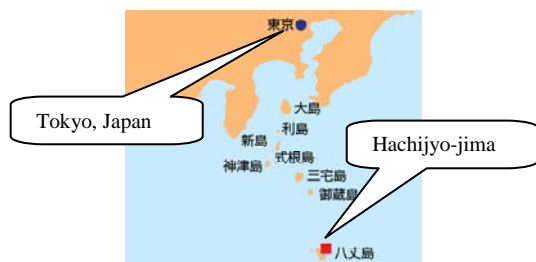 東京
Tokyo, Japan
大島
利島
新島
式根島
神津島
三宅島
御蔵島
Hachijyo-jima
八丈島